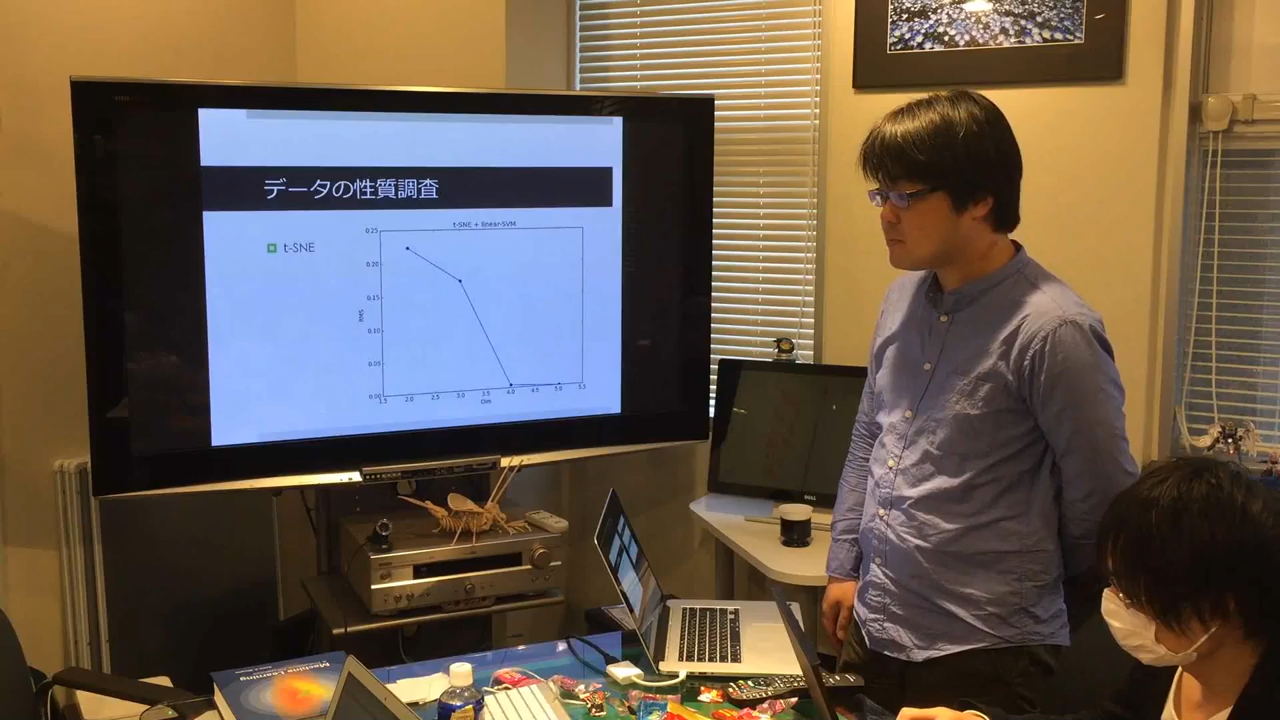 データの性質調査
t-SNE
t-SNE + linear-SVM
0.25
0.20
0.15
0.10
0.05
0.00
RMS
1.5 2.0 2.5 3.0 3.5 4.0 4.5 5.0 5.5
Dim
DELL
Machine Learning